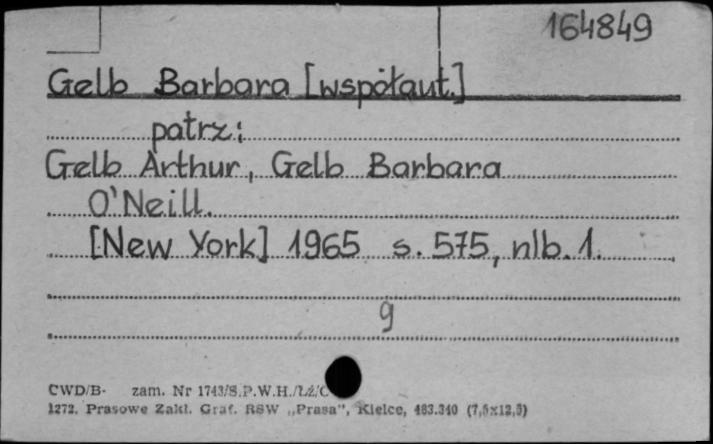 164849
Gelb Barbara [współaut.]
patrz:
Gelb Arthur, Gelb Barbara
O'Neill.
[New York] 1965 s. 575, nlb. 1.
9
CWD/B- zam. Nr 1743/S.P.W.H./Łź/C
1272. Prasowe Zakł. Graf. RSW „Prasa”, Kielce, 483.340 (7,5x12,5)